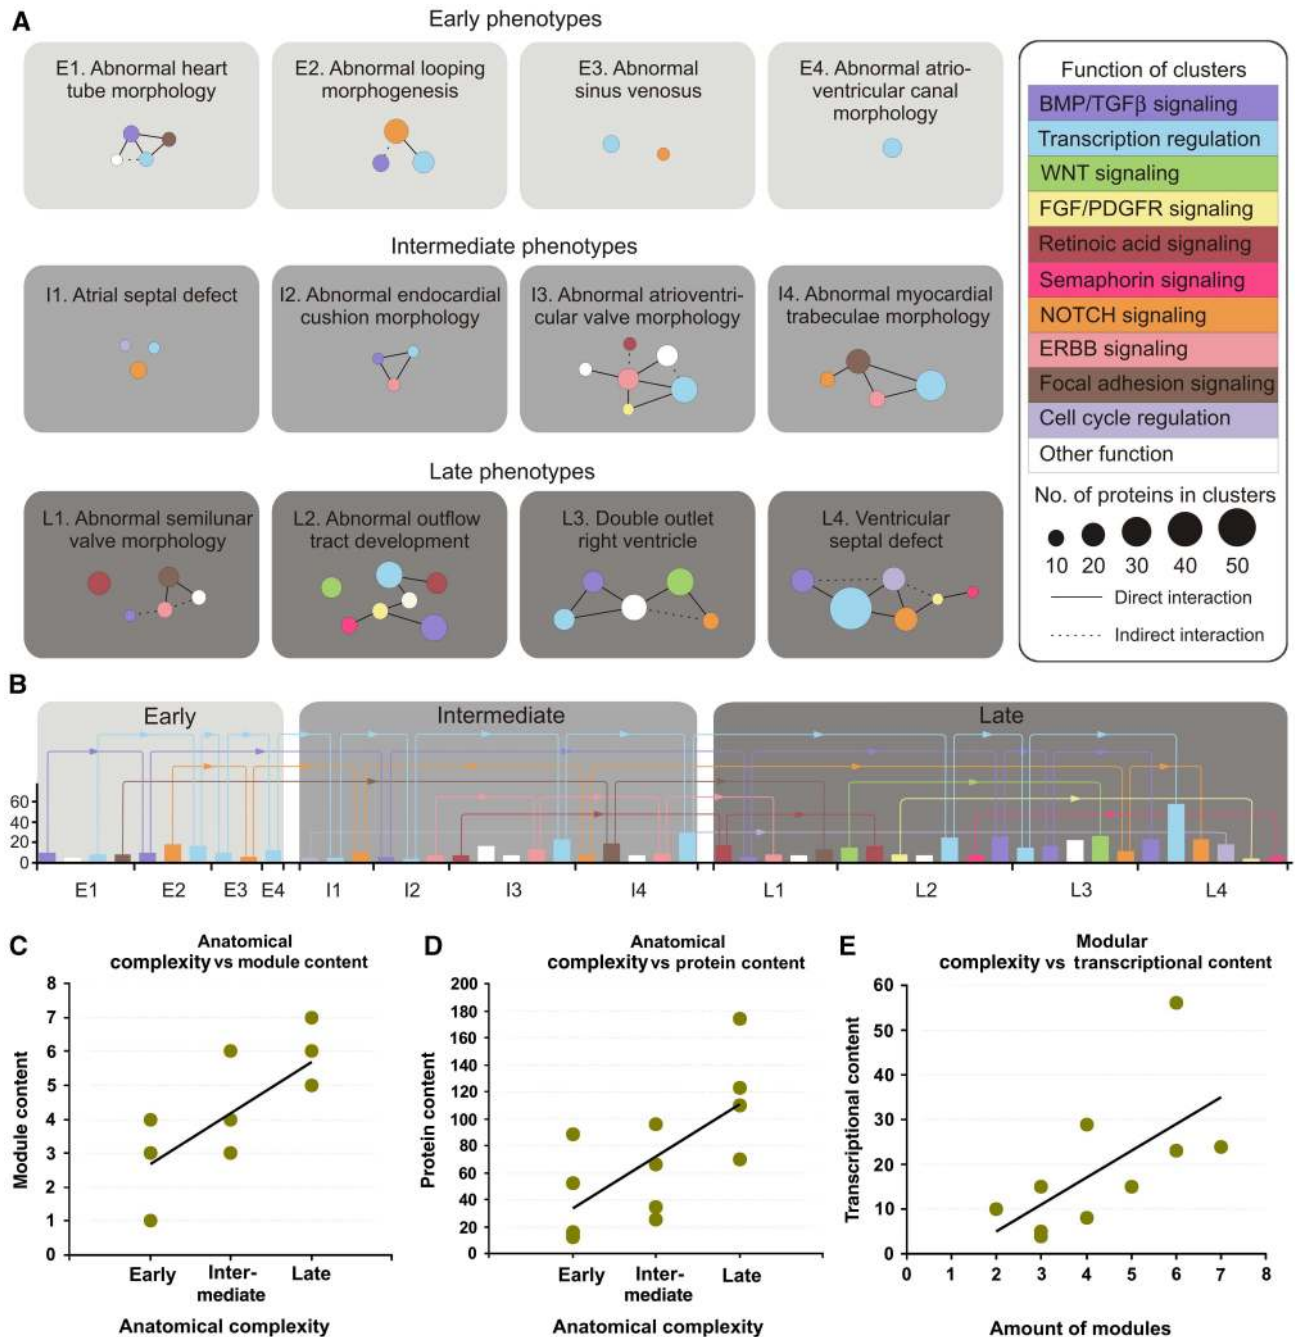 A
Early phenotypes
E1. Abnormal heart
tube morphology
E2. Abnormal looping
morphogenesis
E3. Abnormal
sinus venosus
E4. Abnormal atrio-
ventricular canal
morphology
Intermediate phenotypes
I1. Atrial septal defect
I2. Abnormal endocardial
cushion morphology
I3. Abnormal atrioventri-
cular valve morphology
I4. Abnormal myocardial
trabeculae morphology
Late phenotypes
L1. Abnormal semilunar
valve morphology
L2. Abnormal outflow
tract development
L3. Double outlet
right ventricle
L4. Ventricular
septal defect
Function of clusters
BMP/TGFβ signaling
Transcription regulation
WNT signaling
FGF/PDGFR signaling
Retinoic acid signaling
Semaphorin signaling
NOTCH signaling
ERBB signaling
Focal adhesion signaling
Cell cycle regulation
Other function
No. of proteins in clusters
10 20 30 40 50
Direct interaction
Indirect interaction
B
Early Intermediate Late
60
40
20
0
E1 E2 E3 E4 I1 I2 I3 I4 L1 L2 L3 L4
C
Anatomical
complexity vs module content
8
7
6
5
4
3
2
1
0
Module content
Early Inter- Late
mediate
Anatomical complexity
D
Anatomical
complexity vs protein content
200
180
160
140
120
100
80
60
40
20
0
Protein content
Early Inter- Late
mediate
Anatomical complexity
E
Modular
complexity vs transcriptional content
60
50
40
30
20
10
0
Transcriptional content
0 1 2 3 4 5 6 7 8
Amount of modules